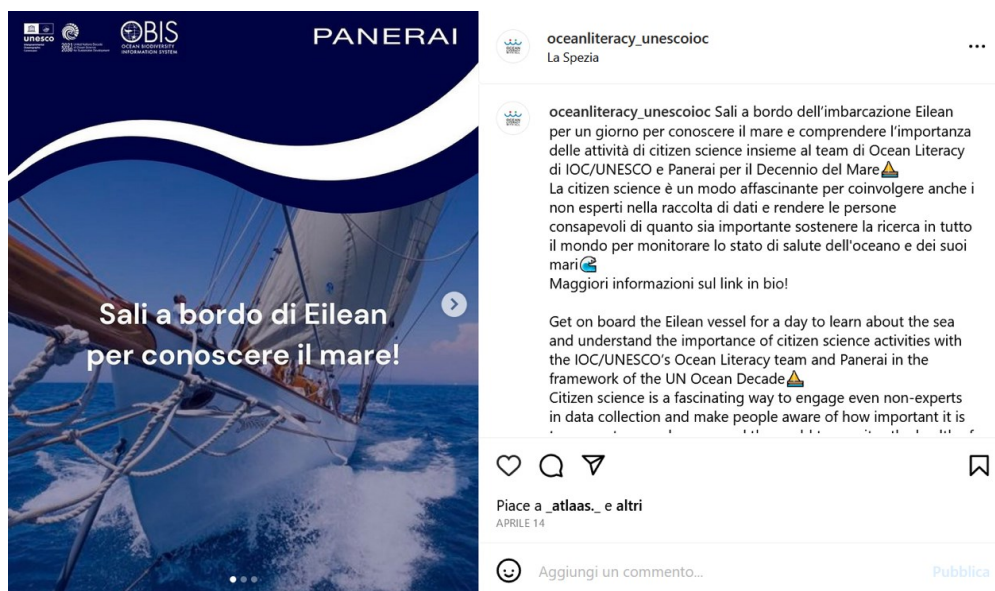 unesco
OBIS
OCEAN BIODIVERSITY
INFORMATION SYSTEM
PANERAI
Sali a bordo di Eilean
per conoscere il mare!
oceanliteracy_unescoioc
La Spezia
oceanliteracy_unescoioc Sali a bordo dell'imbarcazione Eilean
per un giorno per conoscere il mare e comprendere l'importanza
delle attività di citizen science insieme al team di Ocean Literacy
di IOC/UNESCO e Panerai per il Decennio del Mare⛵
La citizen science è un modo affascinante per coinvolgere anche i
non esperti nella raccolta di dati e rendere le persone
consapevoli di quanto sia importante sostenere la ricerca in tutto
il mondo per monitorare lo stato di salute dell'oceano e dei suoi
mari🌊
Maggiori informazioni sul link in bio!
Get on board the Eilean vessel for a day to learn about the sea
and understand the importance of citizen science activities with
the IOC/UNESCO's Ocean Literacy team and Panerai in the
framework of the UN Ocean Decade⛵
Citizen science is a fascinating way to engage even non-experts
in data collection and make people aware of how important it is
Piace a _atlaas._ e altri
APRILE 14
Aggiungi un commento...
Pubblica